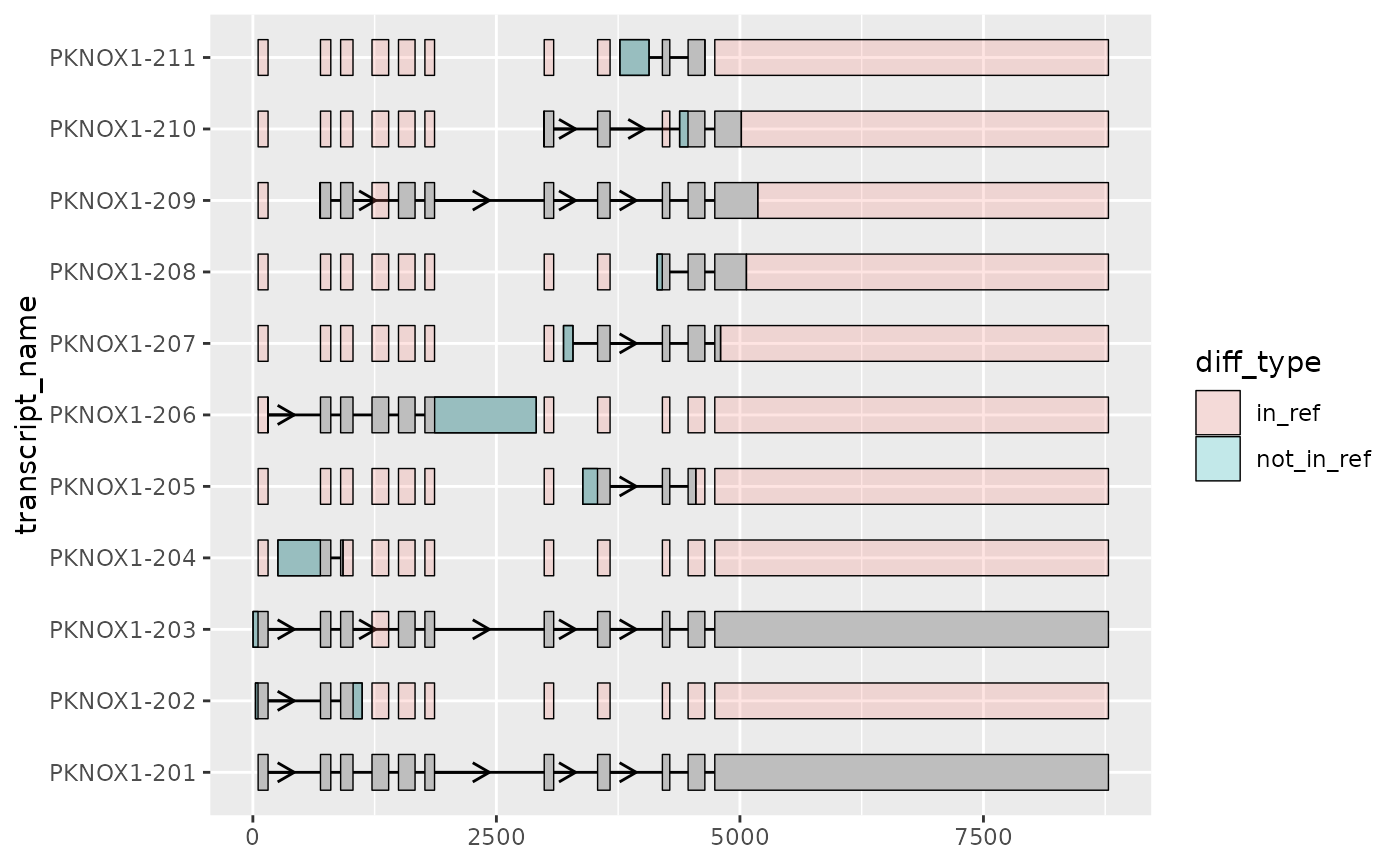 PKNOX1-211
PKNOX1-210
PKNOX1-209
PKNOX1-208
PKNOX1-207
PKNOX1-206
PKNOX1-205
PKNOX1-204
PKNOX1-203
PKNOX1-202
PKNOX1-201
transcript_name
0 2500 5000 7500
diff_type
in_ref
not_in_ref